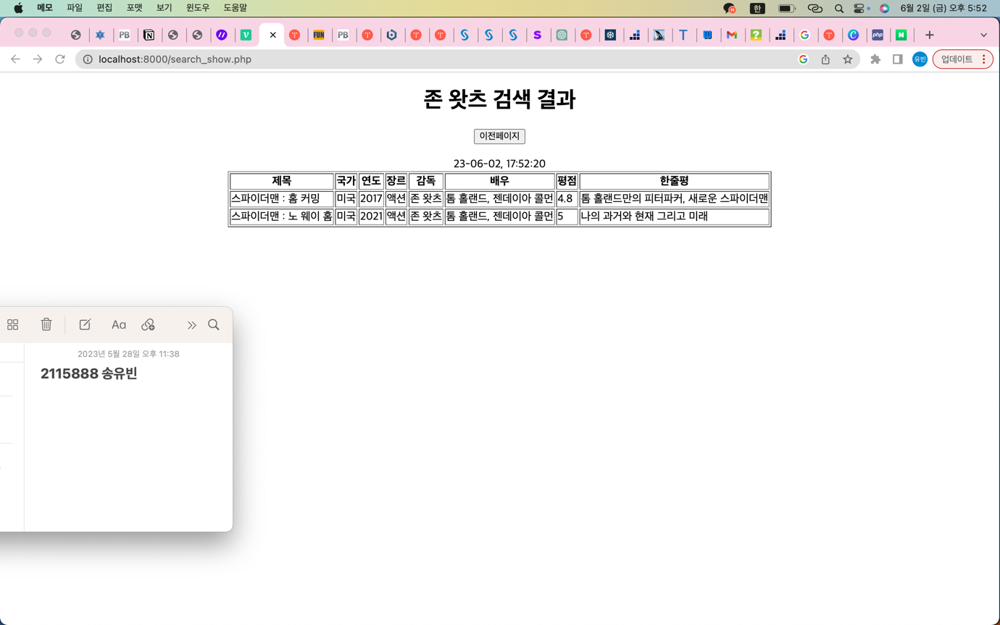 메모 파일 편집 포맷 보기 윈도우 도움말 한 6월 2일 (금) 오후 5:52
PB FUN PB php N
localhost:8000/search_show.php 유빈 업데이트
존 왓츠 검색 결과
이전페이지
23-06-02, 17:52:20
제목 국가 연도 장르 감독 배우 평점 한줄평
스파이더맨 : 홈 커밍 미국 2017 액션 존 왓츠 톰 홀랜드, 젠데이아 콜먼 4.8 톰 홀랜드만의 피터파커, 새로운 스파이더맨
스파이더맨 : 노 웨이 홈 미국 2021 액션 존 왓츠 톰 홀랜드, 젠데이아 콜먼 5 나의 과거와 현재 그리고 미래
Aa
2023년 5월 28일 오후 11:38
2115888 송유빈